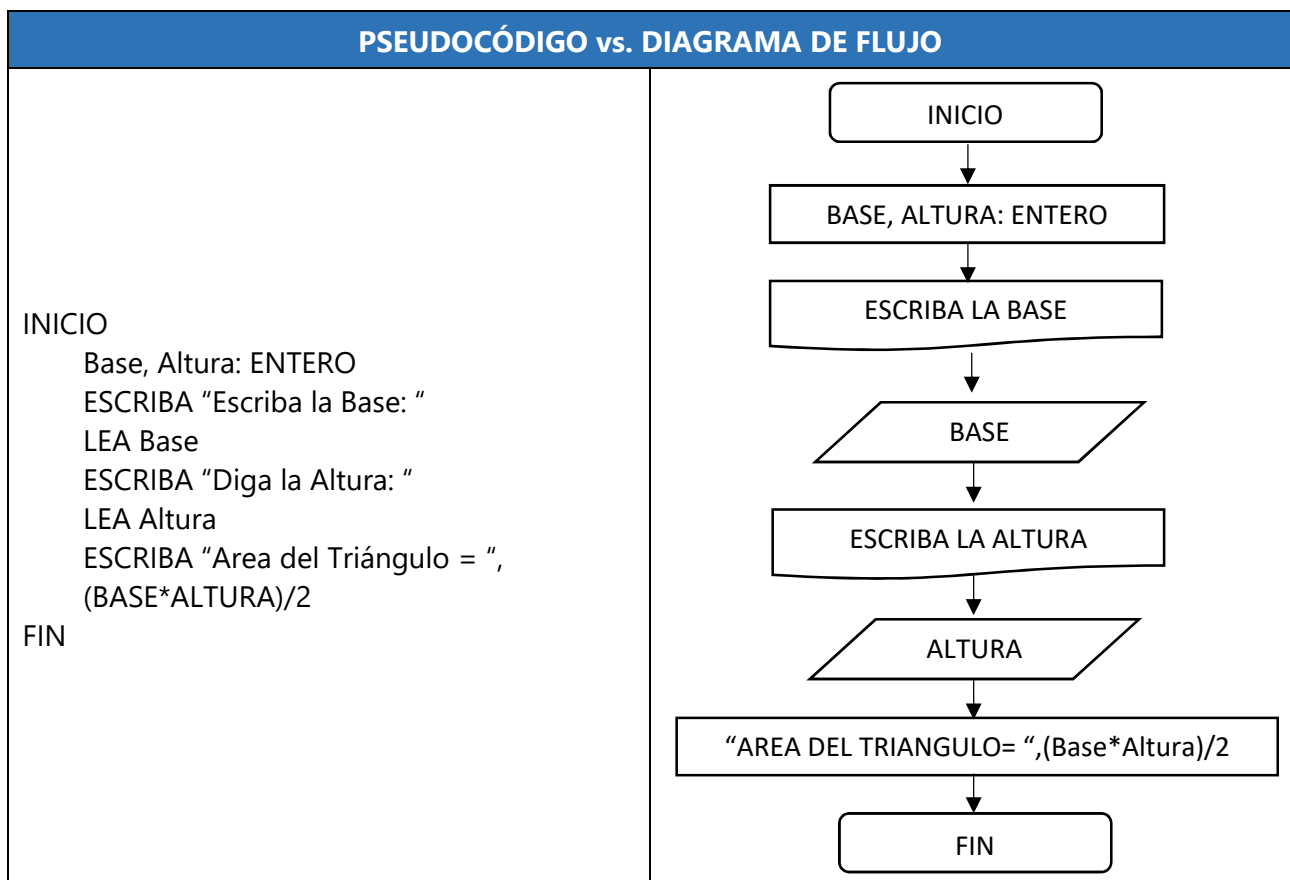 PSEUDOCÓDIGO vs. DIAGRAMA DE FLUJO
INICIO
Base, Altura: ENTERO
ESCRIBA “Escriba la Base: “
LEA Base
ESCRIBA “Diga la Altura: “
LEA Altura
ESCRIBA “Area del Triángulo = “,
(BASE*ALTURA)/2
FIN
INICIO
BASE, ALTURA: ENTERO
ESCRIBA LA BASE
BASE
ESCRIBA LA ALTURA
ALTURA
“AREA DEL TRIANGULO= “,(Base*Altura)/2
FIN